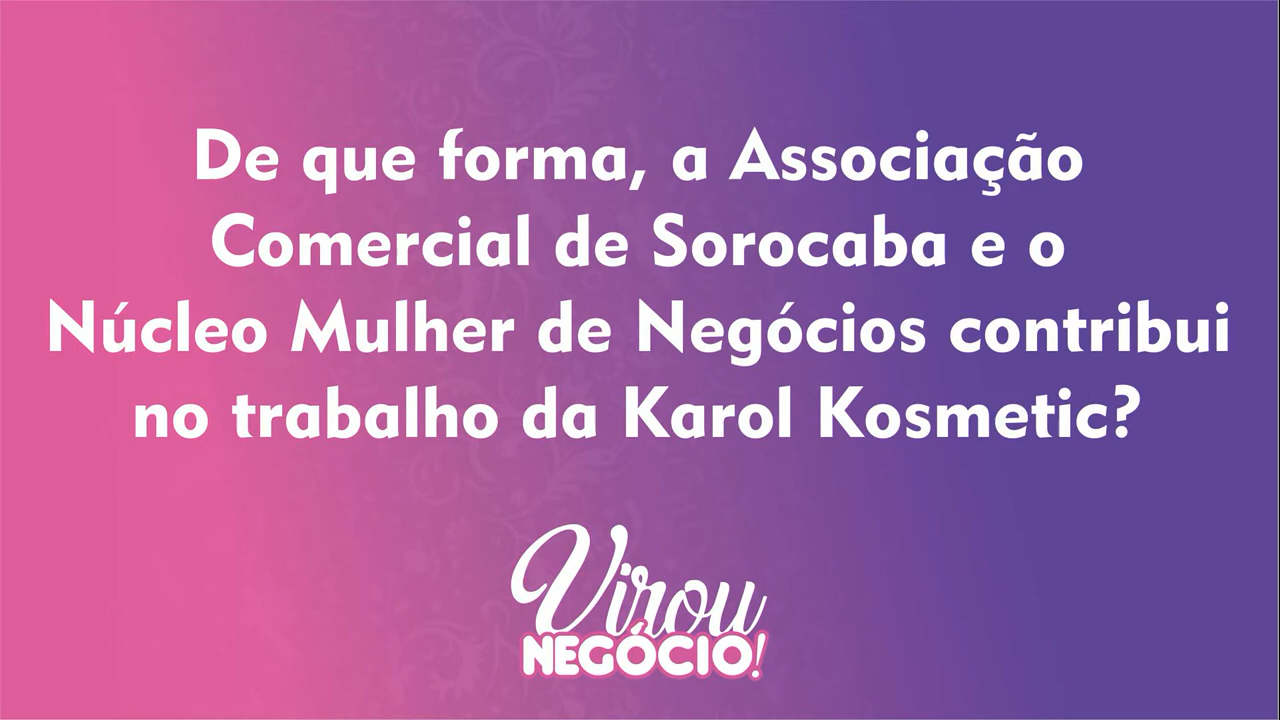 De que forma, a Associação
Comercial de Sorocaba e o
Núcleo Mulher de Negócios contribui
no trabalho da Karol Kosmetic?
Virou
NEGÓCIO!